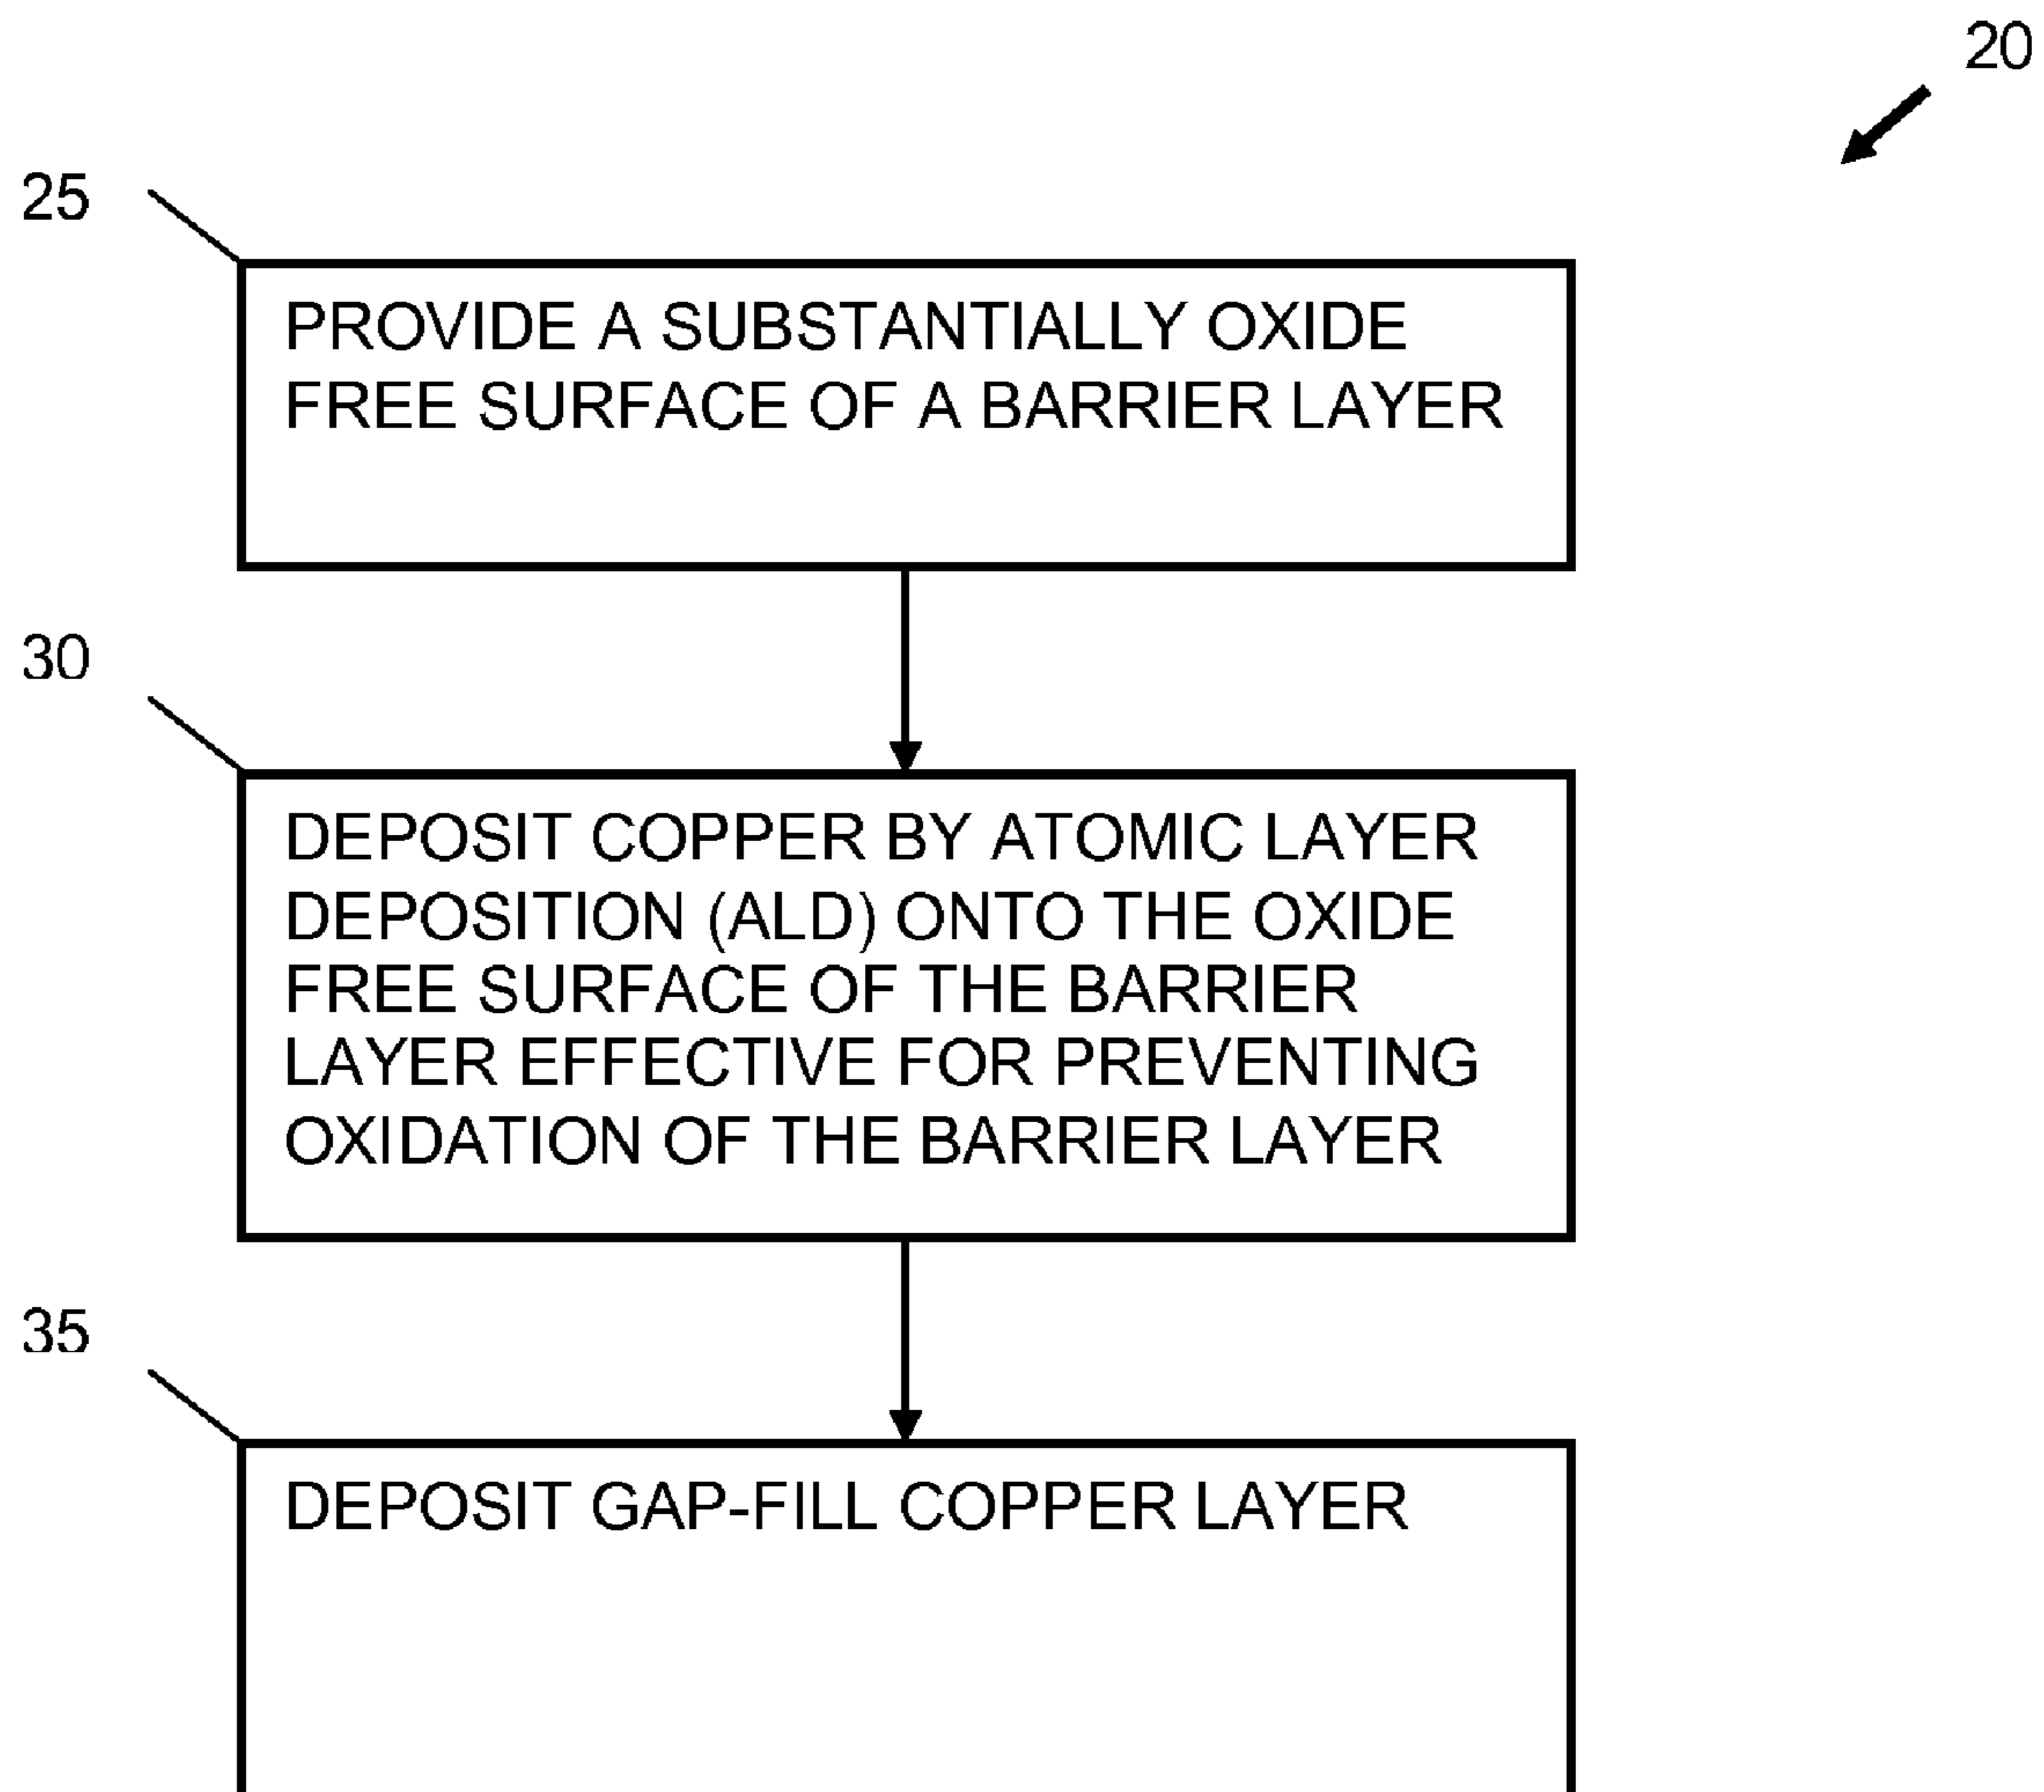 20
25
PROVIDE A SUBSTANTIALLY OXIDE
FREE SURFACE OF A BARRIER LAYER
30
DEPOSIT COPPER BY ATOMIC LAYER
DEPOSITION (ALD) ONTO THE OXIDE
FREE SURFACE OF THE BARRIER
LAYER EFFECTIVE FOR PREVENTING
OXIDATION OF THE BARRIER LAYER
35
DEPOSIT GAP-FILL COPPER LAYER